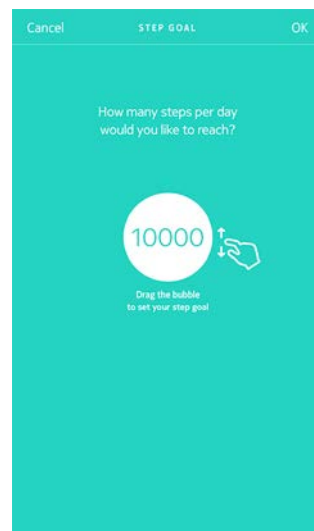 Cancel STEP GOAL OK
How many steps per day
would you like to reach?
10000
Drag the bubble
to set your step goal